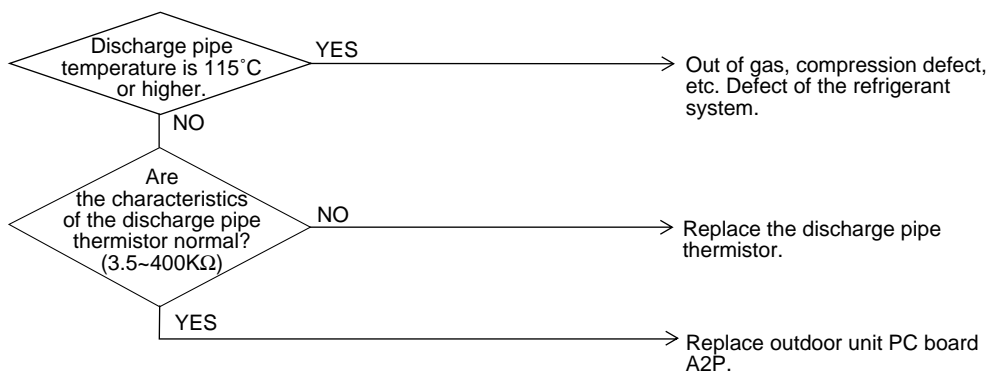 Discharge pipe
temperature is 115˚C
or higher.
YES
Out of gas, compression defect,
etc. Defect of the refrigerant
system.
NO
Are
the characteristics
of the discharge pipe
thermistor normal?
(3.5~400KΩ)
NO
Replace the discharge pipe
thermistor.
YES
Replace outdoor unit PC board
A2P.